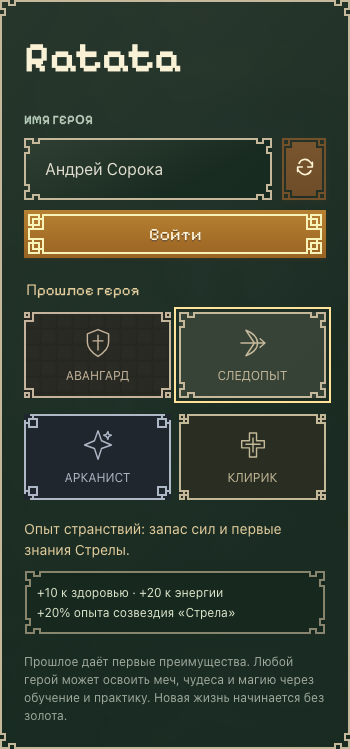 Ratata
ИМЯ ГЕРОЯ
Андрей Сорока
Войти
Прошлое героя
АВАНГАРД
СЛЕДОПЫТ
АРКАНИСТ
КЛИРИК
Опыт странствий: запас сил и первые
знания Стрелы.
+10 к здоровью · +20 к энергии
+20% опыта созвездия «Стрела»
Прошлое даёт первые преимущества. Любой
герой может освоить меч, чудеса и магию через
обучение и практику. Новая жизнь начинается без
золота.